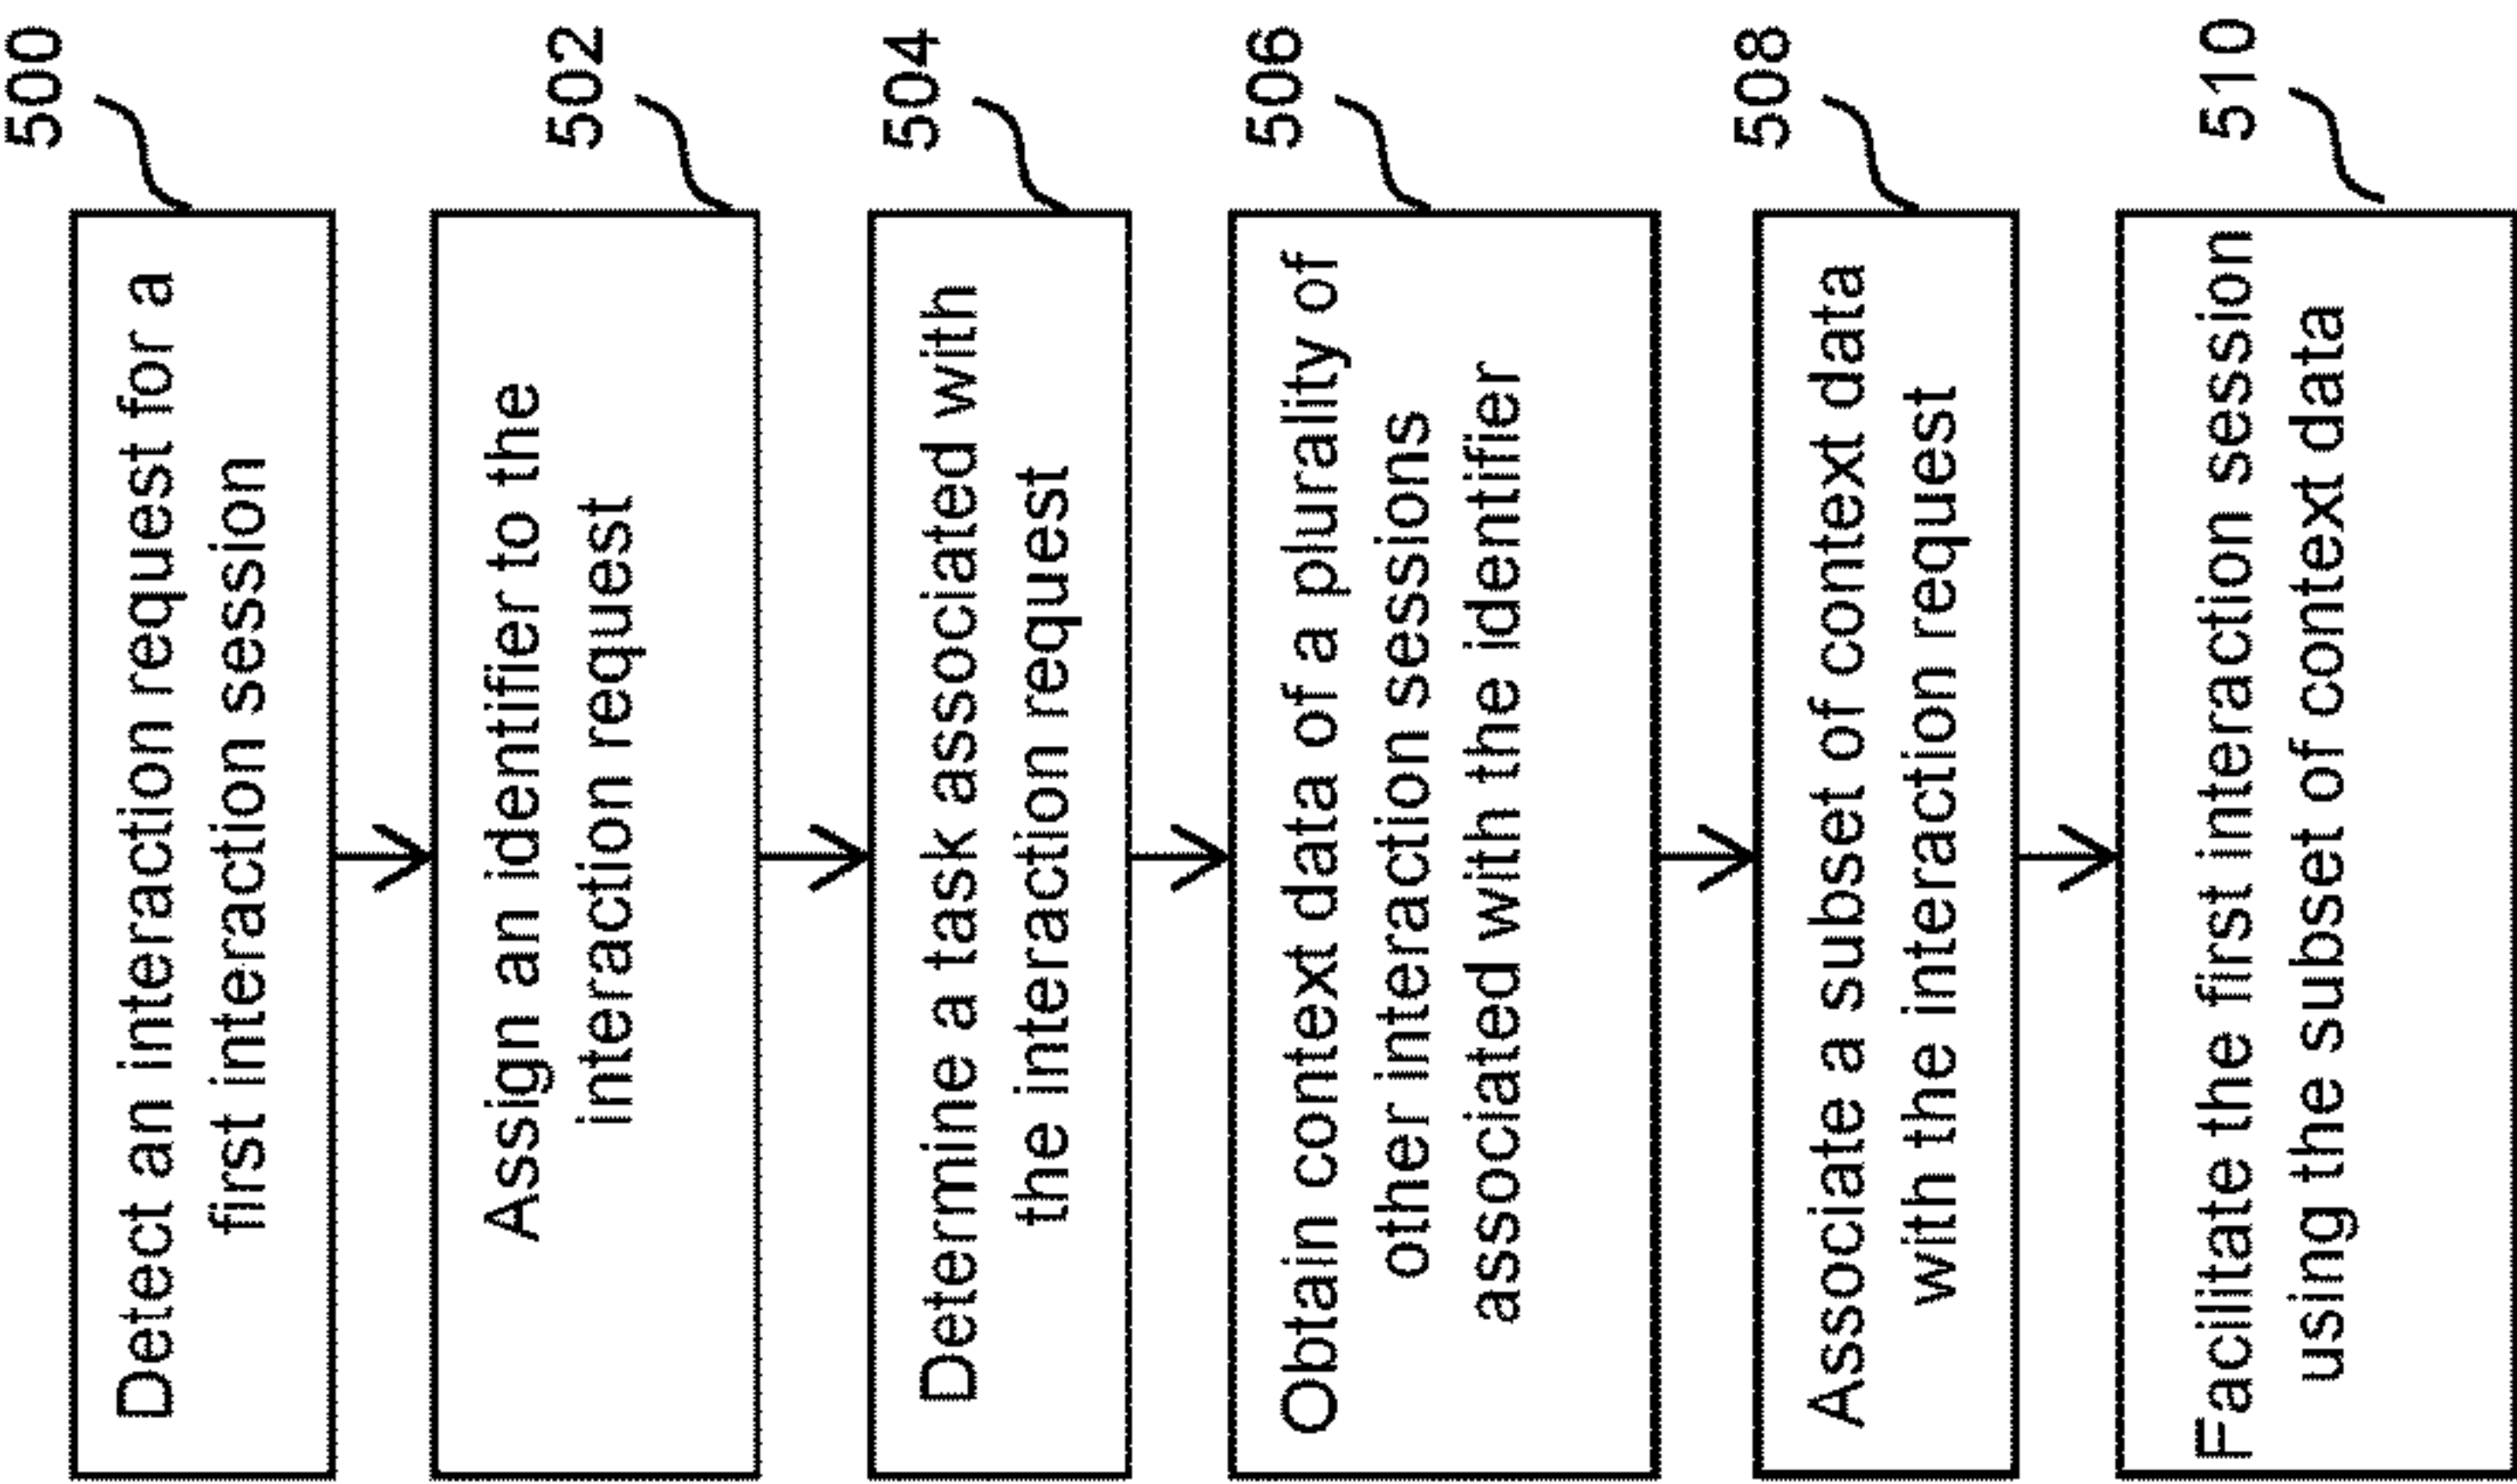 500
Detect an interaction request for a
first interaction session
502
Assign an identifier to the
interaction request
504
Determine a task associated with
the interaction request
506
Obtain context data of a plurality of
other interaction sessions
associated with the identifier
508
Associate a subset of context data
with the interaction request
510
Facilitate the first interaction session
using the subset of context data